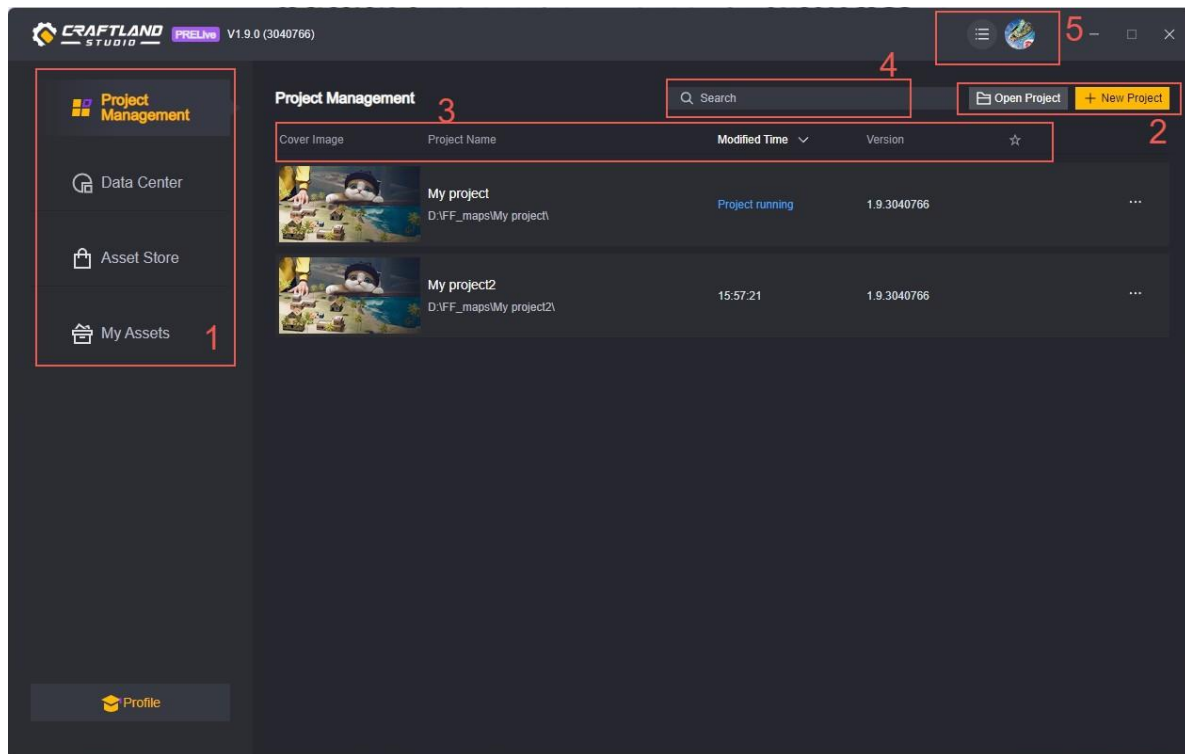 CRAFTLAND
STUDIO
PRELive V1.9.0 (3040766)
5
4
Project
Management
Project Management
3
Search
Open Project
+ New Project
2
Cover Image Project Name Modified Time Version
Data Center
My project
D:\FF_maps\My project\
Project running
1.9.3040766
...
Asset Store
My project2
D:\FF_maps\My project2\
15:57:21
1.9.3040766
...
My Assets
1
Profile